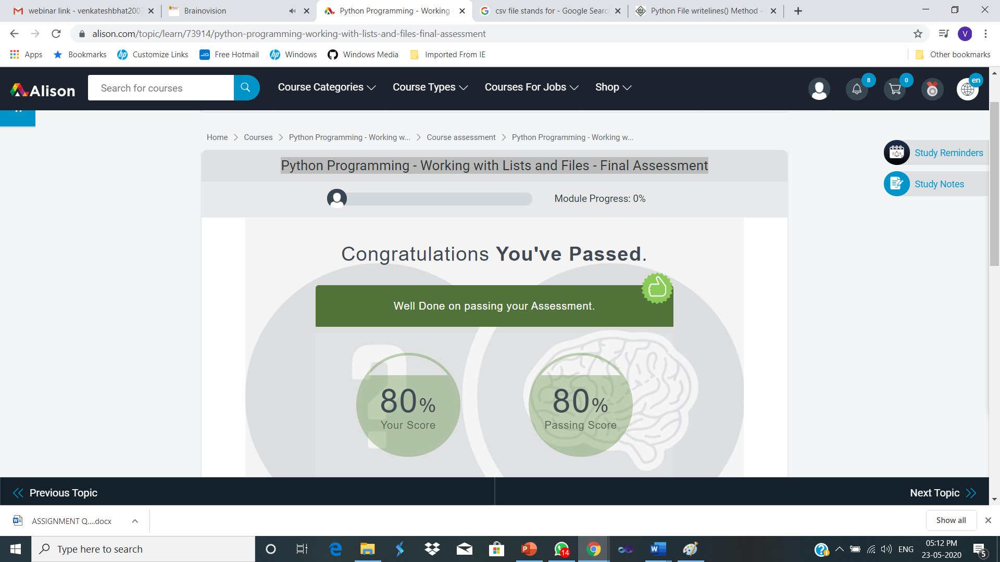 webinar link - venkateshbhat200
Brainovision
Python Programming - Working
csv file stands for - Google Searc
Python File writelines() Method -
alison.com/topic/learn/73914/python-programming-working-with-lists-and-files-final-assessment
V
Apps
Bookmarks
Customize Links
Free Hotmail
Windows
Windows Media
Imported From IE
Other bookmarks
Alison
Search for courses
Course Categories
Course Types
Courses For Jobs
Shop
8
0
en
Home > Courses > Python Programming - Working w... > Course assessment > Python Programming - Working w...
Study Reminders
Python Programming - Working with Lists and Files - Final Assessment
Study Notes
Module Progress: 0%
Congratulations You've Passed.
Well Done on passing your Assessment.
80%
Your Score
80%
Passing Score
Previous Topic
Next Topic
ASSIGNMENT Q....docx
Show all
Type here to search
14
ENG
05:12 PM
23-05-2020
5